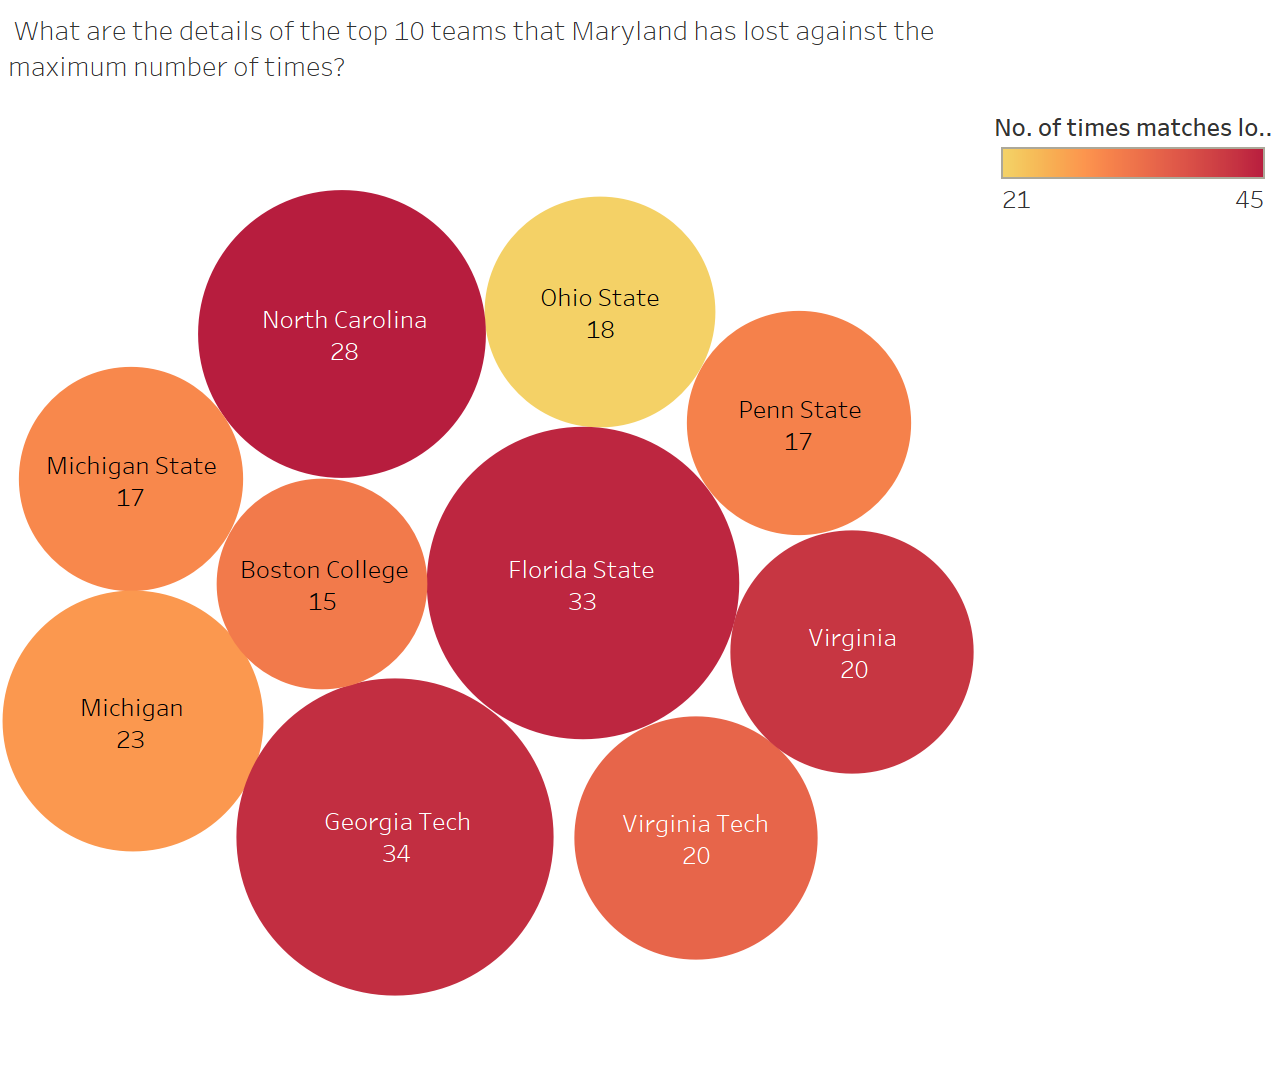 What are the details of the top 10 teams that Maryland has lost against the
maximum number of times?
No. of times matches lo..
21 45
North Carolina
28
Ohio State
18
Penn State
17
Michigan State
17
Boston College
15
Florida State
33
Virginia
20
Michigan
23
Georgia Tech
34
Virginia Tech
20